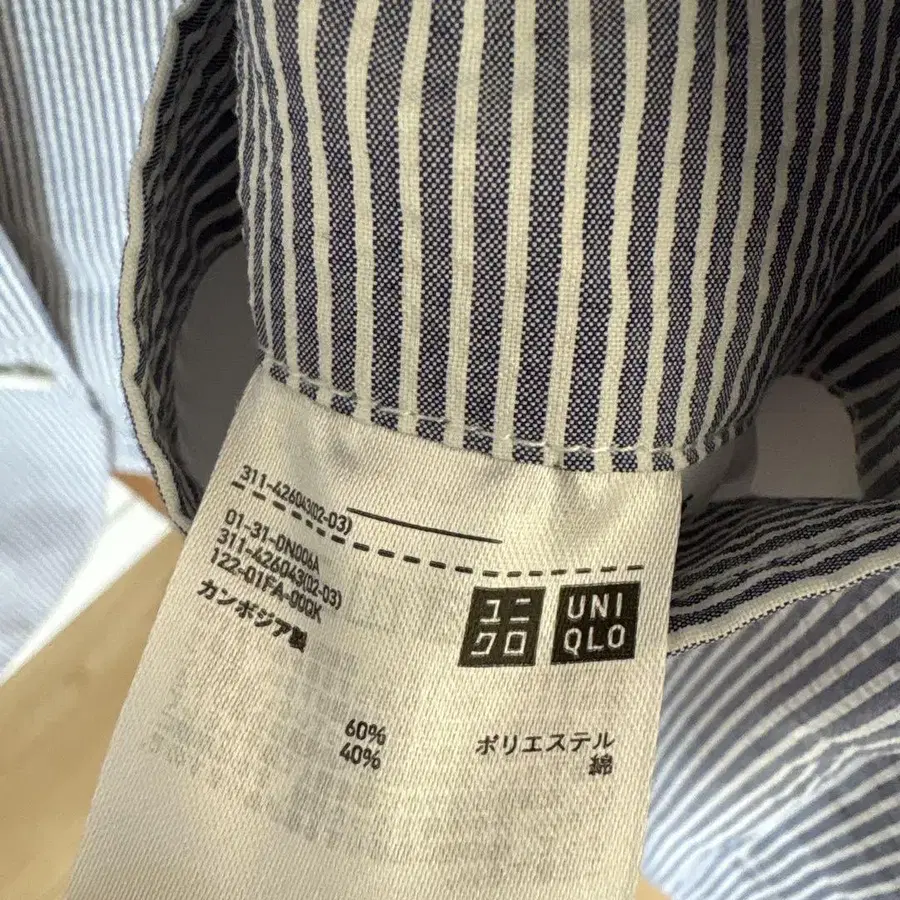 311-426043(02-03)
01-31-0N006A
311-426043(02-03)
122-01FA-000K
カンボジア製
ユニクロ
UNI
QLO
60% ポリエステル
40% 綿